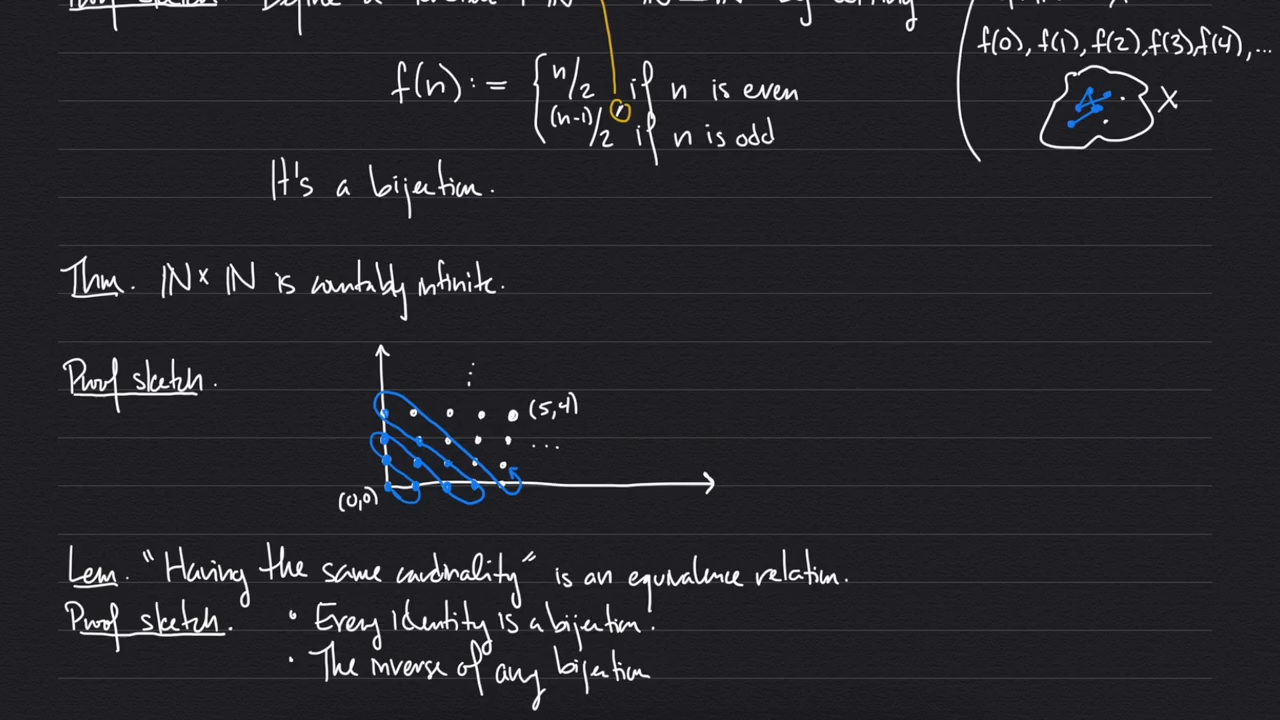 f(0), f(1), f(2), f(3), f(4), ...
X
f(n) := { n/2 if n is even
(n-1)/2 if n is odd
It's a bijection.
Thm. ℕ × ℕ is countably infinite.
Proof sketch.
⋮
(5,4)
...
(0,0)
Lem. "Having the same cardinality" is an equivalence relation.
Proof sketch. • Every identity is a bijection.
• The inverse of any bijection